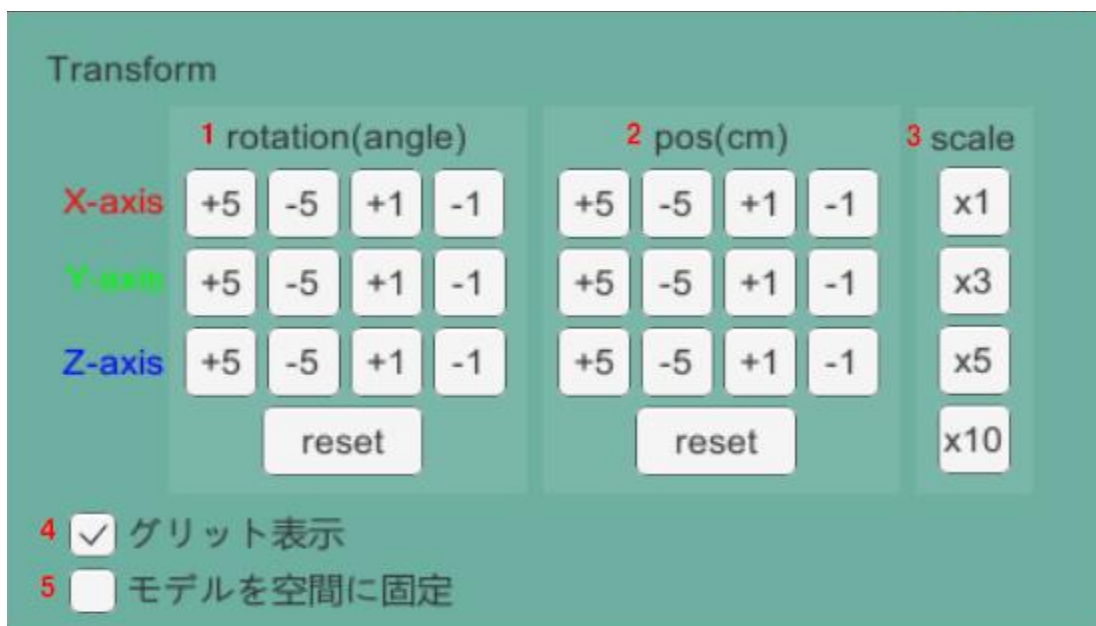 Transform
1 rotation(angle) 2 pos(cm) 3 scale
X-axis +5 -5 +1 -1 +5 -5 +1 -1 x1
Y-axis +5 -5 +1 -1 +5 -5 +1 -1 x3
Z-axis +5 -5 +1 -1 +5 -5 +1 -1 x5
reset reset x10
4 グリット表示
5 モデルを空間に固定